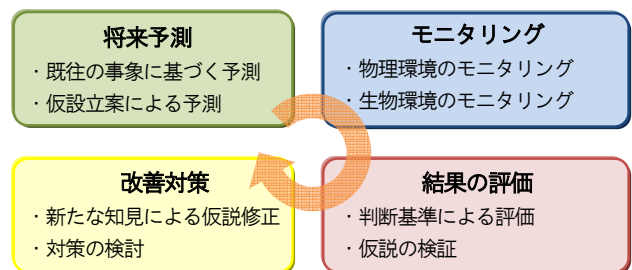 将来予測
・既往の事象に基づく予測
・仮設立案による予測
モニタリング
・物理環境のモニタリング
・生物環境のモニタリング
改善対策
・新たな知見による仮説修正
・対策の検討
結果の評価
・判断基準による評価
・仮説の検証